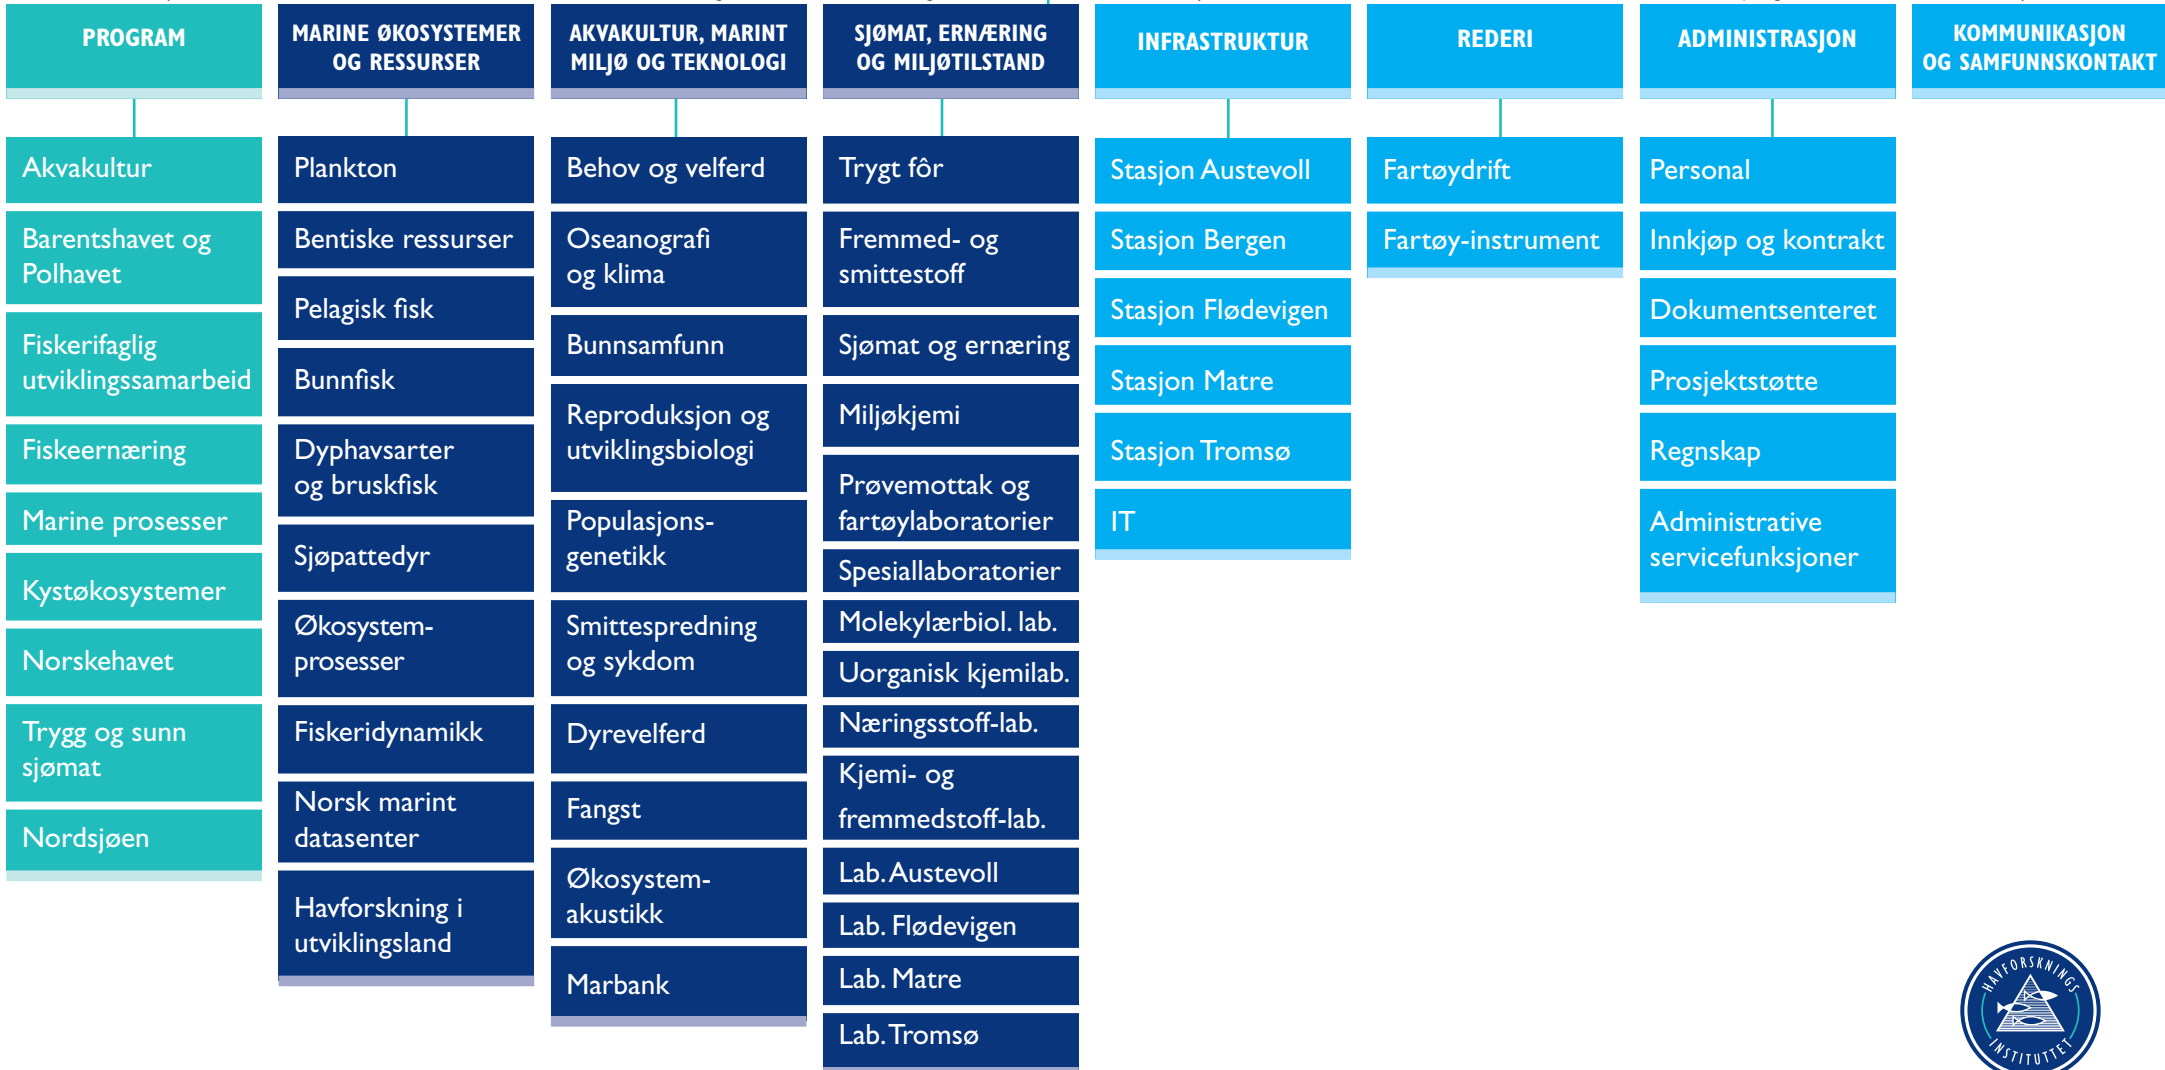 PROGRAM
Akvakultur
Barentshavet og
Polhavet
Fiskerifaglig
utviklingssamarbeid
Fiskeernæring
Marine prosesser
Kystøkosystemer
Norskehavet
Trygg og sunn
sjømat
Nordsjøen
MARINE ØKOSYSTEMER
OG RESSURSER
Plankton
Bentiske ressurser
Pelagisk fisk
Bunnfisk
Dyphavsarter
og bruskfisk
Sjøpattedyr
Økosystem-
prosesser
Fiskeridynamikk
Norsk marint
datasenter
Havforskning i
utviklingsland
AKVAKULTUR, MARINT
MILJØ OG TEKNOLOGI
Behov og velferd
Oseanografi
og klima
Bunnsamfunn
Reproduksjon og
utviklingsbiologi
Populasjons-
genetikk
Smittespredning
og sykdom
Dyrevelferd
Fangst
Økosystem-
akustikk
Marbank
SJØMAT, ERNÆRING
OG MILJØTILSTAND
Trygt fôr
Fremmed- og
smittestoff
Sjømat og ernæring
Miljøkjemi
Prøvemottak og
fartøylaboratorier
Spesiallaboratorier
Molekylærbiol. lab.
Uorganisk kjemilab.
Næringsstoff-lab.
Kjemi- og
fremmedstoff-lab.
Lab. Austevoll
Lab. Flødevigen
Lab. Matre
Lab. Tromsø
INFRASTRUKTUR
Stasjon Austevoll
Stasjon Bergen
Stasjon Flødevigen
Stasjon Matre
Stasjon Tromsø
IT
REDERI
Fartøydrift
Fartøy-instrument
ADMINISTRASJON
Personal
Innkjøp og kontrakt
Dokumentsenteret
Prosjektstøtte
Regnskap
Administrative
servicefunksjoner
KOMMUNIKASJON
OG SAMFUNNSKONTAKT
HAVFORSKNINGS
INSTITUTTET